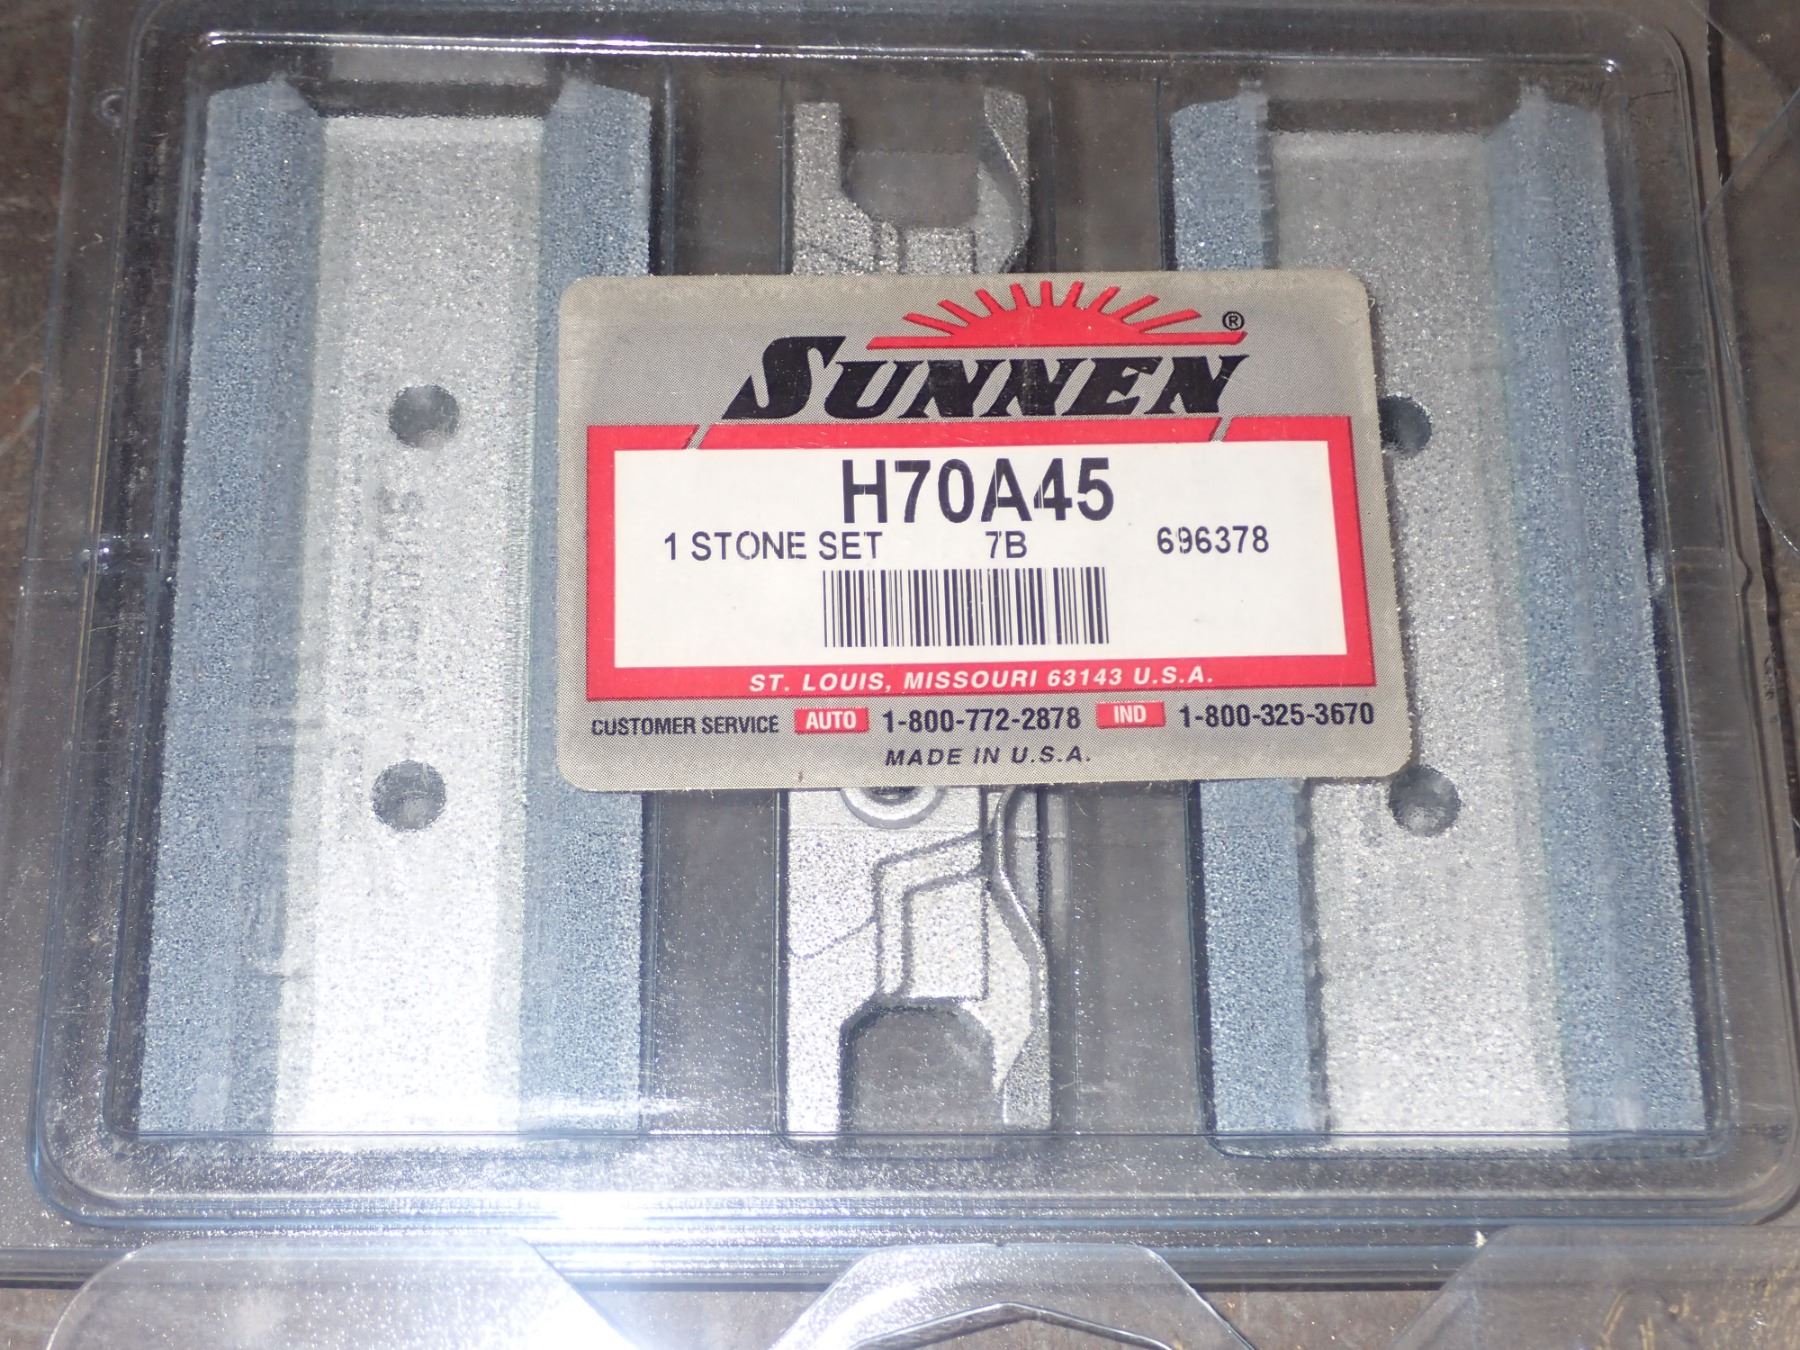 SUNNEN®
H70A45
1 STONE SET 7B 696378
ST. LOUIS, MISSOURI 63143 U.S.A.
CUSTOMER SERVICE AUTO 1-800-772-2878 IND 1-800-325-3670
MADE IN U.S.A.
SUNNEN